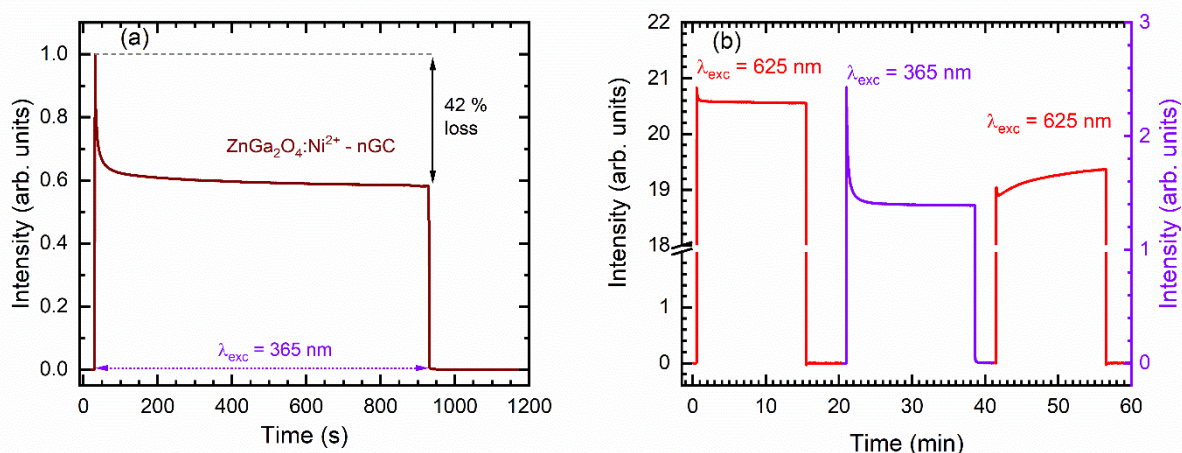 (a)
1.0
0.8
0.6
0.4
0.2
0.0
Intensity (arb. units)
42 %
loss
ZnGa₂O₄:Ni²⁺ - nGC
λexc = 365 nm
0 200 400 600 800 1000 1200
Time (s)
(b)
22
21
20
19
18
1
0
Intensity (arb. units)
λexc = 625 nm
λexc = 365 nm
λexc = 625 nm
3
2
1
0
Intensity (arb. units)
0 10 20 30 40 50 60
Time (min)